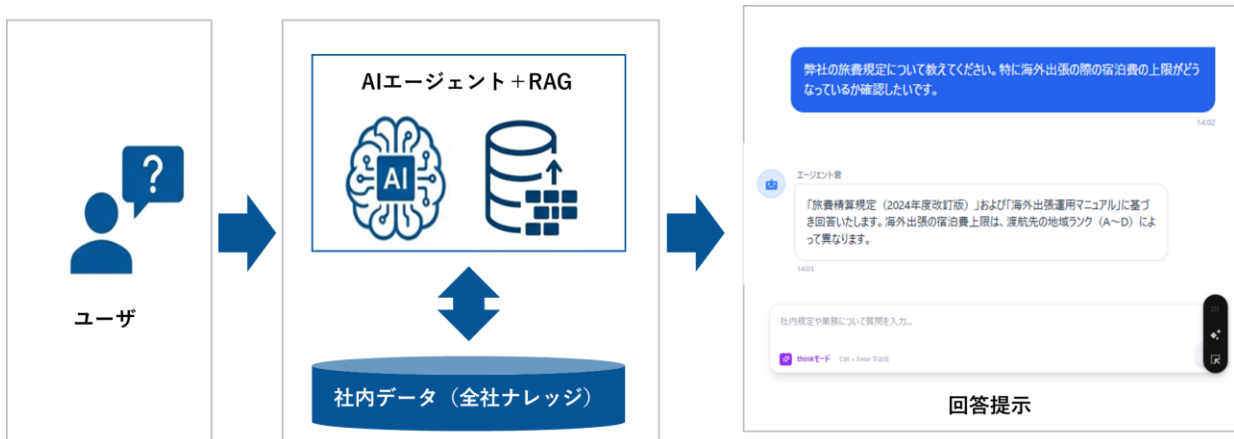 ?
ユーザ
AIエージェント＋RAG
AI
社内データ（全社ナレッジ）
弊社の旅費規定について教えてください。特に海外出張の際の宿泊費の上限がどう
なっているか確認したいです。
14:02
エージェント君
「旅費精算規定（2024年度改訂版）」および「海外出張運用マニュアル」に基づ
き回答いたします。海外出張の宿泊費上限は、渡航先の地域ランク（A～D）によ
って異なります。
14:03
社内規定や業務について質問を入力...
thinkモード Ctrl + Enter で送信
回答提示